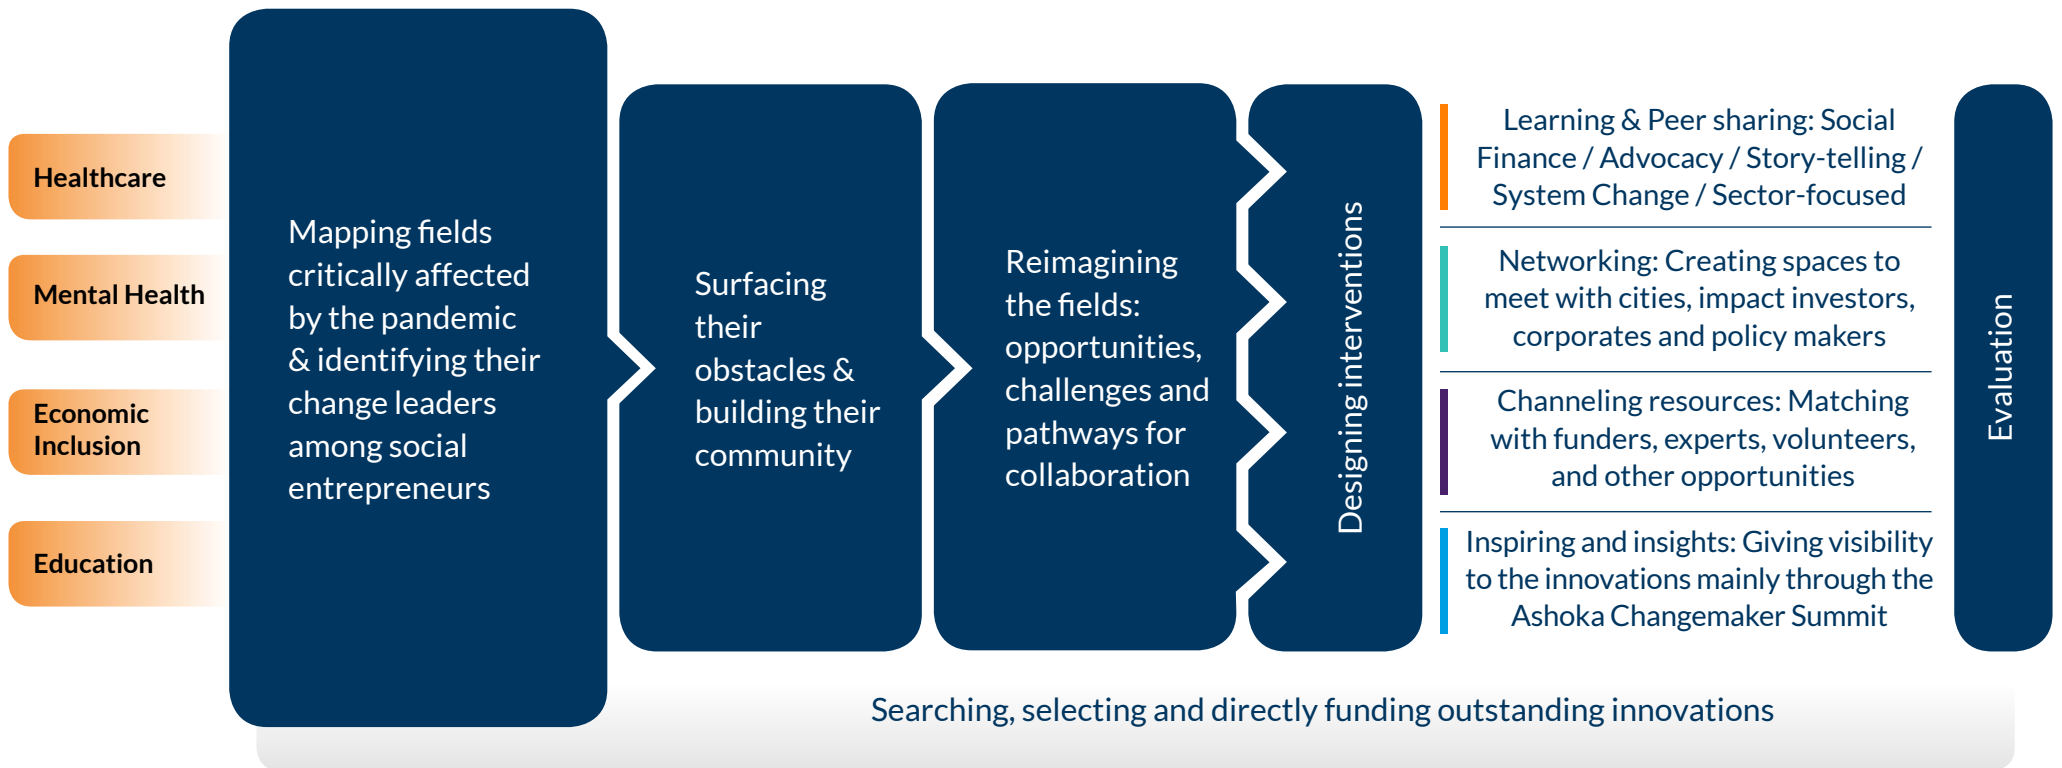 Healthcare
Mental Health
Economic
Inclusion
Education
Mapping fields
critically affected
by the pandemic
& identifying their
change leaders
among social
entrepreneurs
Surfacing
their
obstacles &
building their
community
Reimagining
the fields:
opportunities,
challenges and
pathways for
collaboration
Designing interventions
Learning & Peer sharing: Social
Finance / Advocacy / Story-telling /
System Change / Sector-focused
Networking: Creating spaces to
meet with cities, impact investors,
corporates and policy makers
Channeling resources: Matching
with funders, experts, volunteers,
and other opportunities
Inspiring and insights: Giving visibility
to the innovations mainly through the
Ashoka Changemaker Summit
Evaluation
Searching, selecting and directly funding outstanding innovations